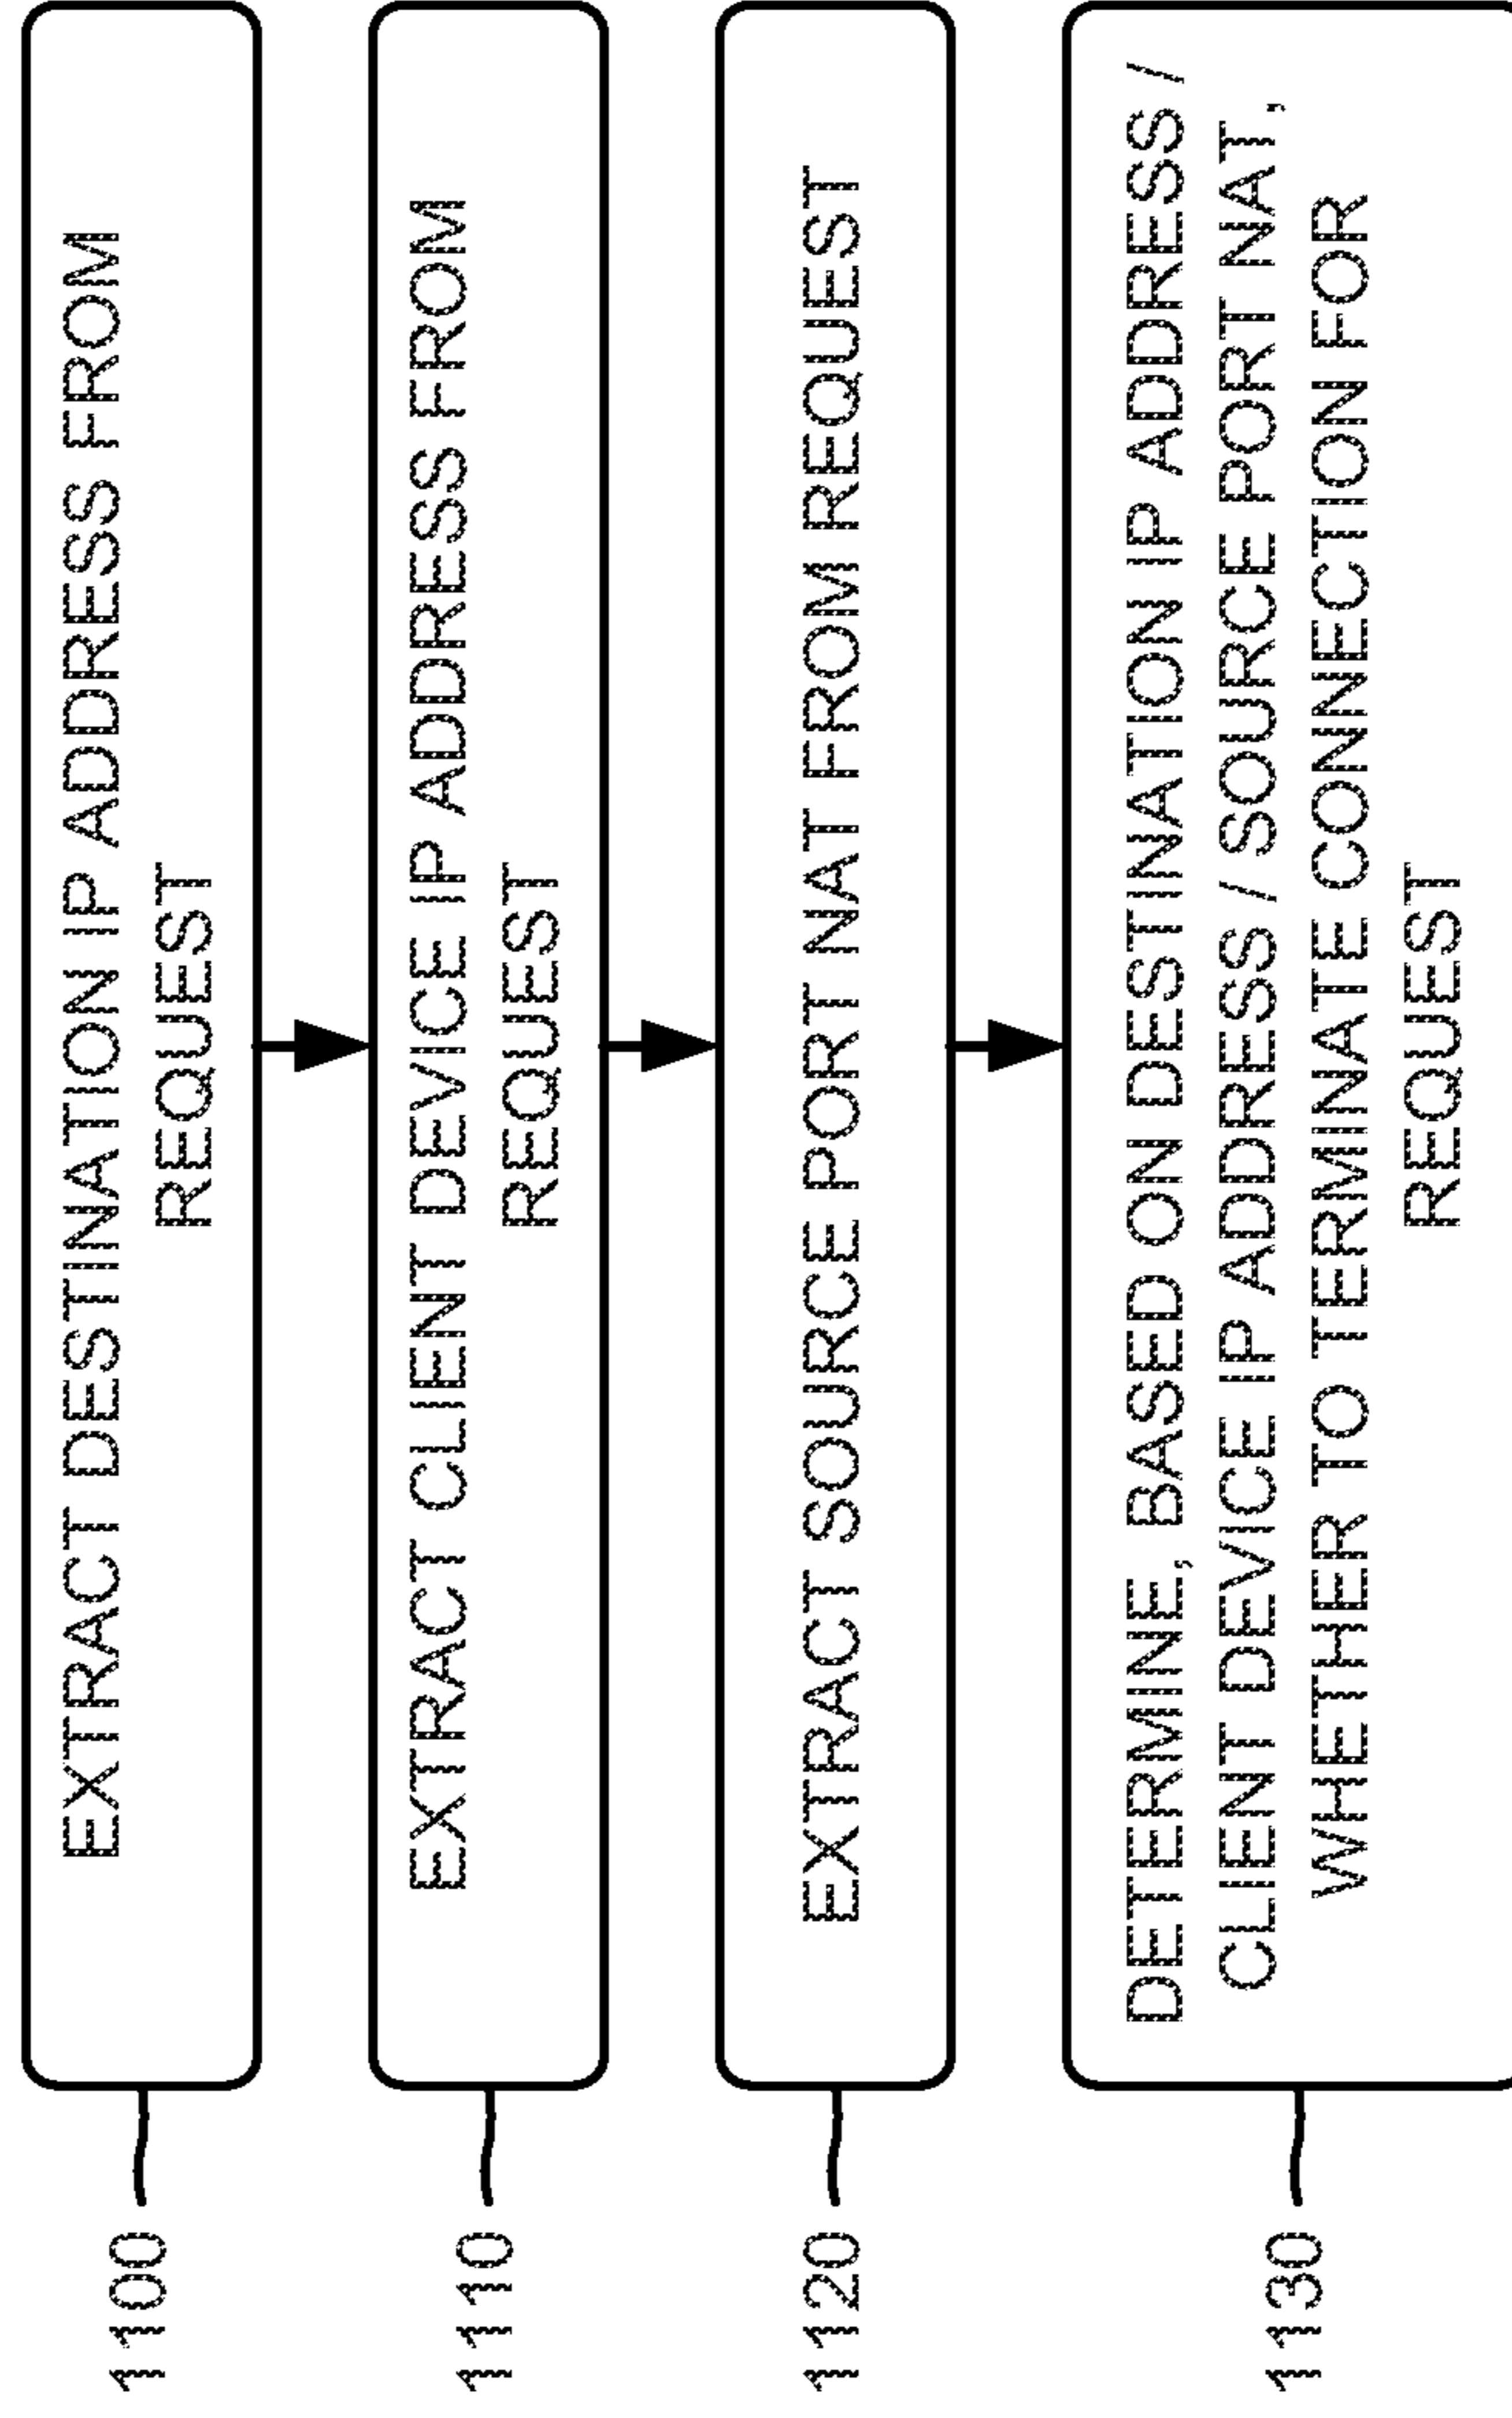 1100
EXTRACT DESTINATION IP ADDRESS FROM
REQUEST
1110
EXTRACT CLIENT DEVICE IP ADDRESS FROM
REQUEST
1120
EXTRACT SOURCE PORT NAT FROM REQUEST
1130
DETERMINE, BASED ON DESTINATION IP ADDRESS /
CLIENT DEVICE IP ADDRESS / SOURCE PORT NAT,
WHETHER TO TERMINATE CONNECTION FOR
REQUEST